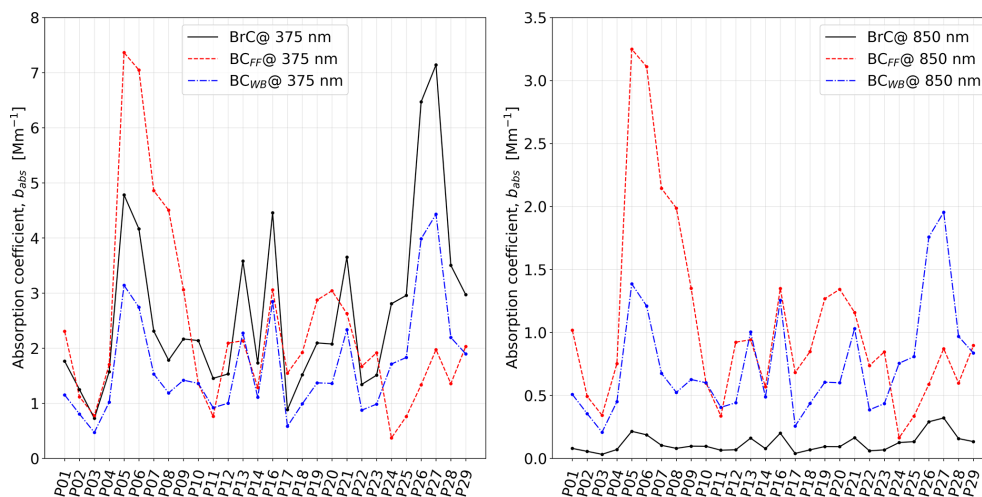 8
7
6
5
4
3
2
1
0
Absorption coefficient, b_abs [Mm⁻¹]
BrC@ 375 nm
BC_FF@ 375 nm
BC_WB@ 375 nm
P01 P02 P03 P04 P05 P06 P07 P08 P09 P10 P11 P12 P13 P14 P16 P17 P18 P19 P20 P21 P22 P23 P24 P25 P26 P27 P28 P29
3.5
3.0
2.5
2.0
1.5
1.0
0.5
0.0
Absorption coefficient, b_abs [Mm⁻¹]
BrC@ 850 nm
BC_FF@ 850 nm
BC_WB@ 850 nm
P01 P02 P03 P04 P05 P06 P07 P08 P09 P10 P11 P12 P13 P14 P16 P17 P18 P19 P20 P21 P22 P23 P24 P25 P26 P27 P28 P29